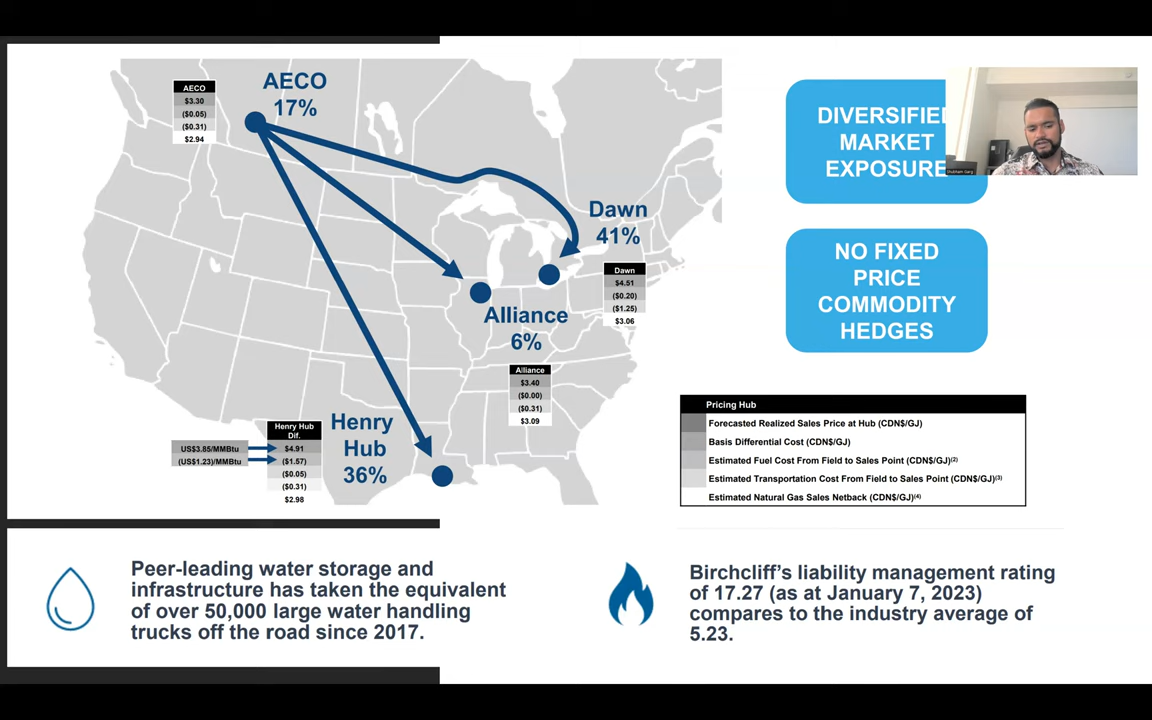 AECO
17%
AECO
$3.30
($0.05)
($0.31)
$2.94
Dawn
41%
Dawn
$4.51
($0.20)
($1.25)
$3.06
Alliance
6%
Alliance
$3.40
($0.00)
($0.31)
$3.09
Henry
Hub
36%
Henry Hub
Dif.
US$3.85/MMBtu
$4.91
(US$1.23)/MMBtu
($1.57)
($0.05)
($0.31)
$2.98
DIVERSIFIED
MARKET
EXPOSURE
Shubham Garg
NO FIXED
PRICE
COMMODITY
HEDGES
Pricing Hub
Forecasted Realized Sales Price at Hub (CDN$/GJ)
Basis Differential Cost (CDN$/GJ)
Estimated Fuel Cost From Field to Sales Point (CDN$/GJ)(2)
Estimated Transportation Cost From Field to Sales Point (CDN$/GJ)(3)
Estimated Natural Gas Sales Netback (CDN$/GJ)(4)
Peer-leading water storage and
infrastructure has taken the equivalent
of over 50,000 large water handling
trucks off the road since 2017.
Birchcliff's liability management rating
of 17.27 (as at January 7, 2023)
compares to the industry average of
5.23.